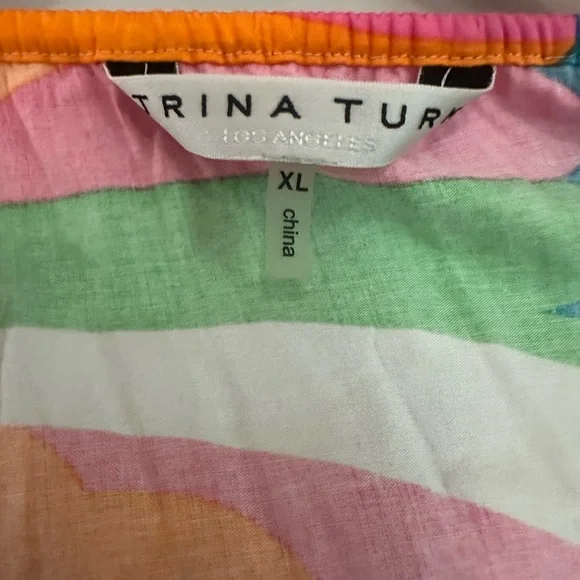 TRINA TURK
LOS ANGELES
XL
china